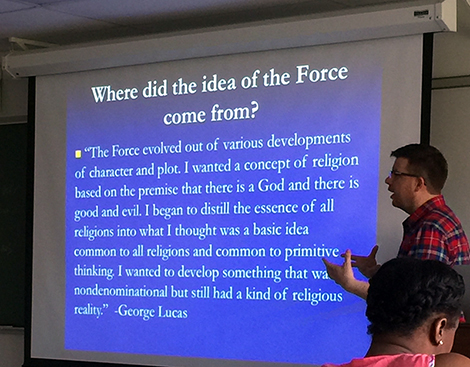 Where did the idea of the Force
come from?
"The Force evolved out of various developments
of character and plot. I wanted a concept of religion
based on the premise that there is a God and there is
good and evil. I began to distill the essence of all
religions into what I thought was a basic idea
common to all religions and common to primitive
thinking. I wanted to develop something that wa
nondenominational but still had a kind of religious
reality." -George Lucas